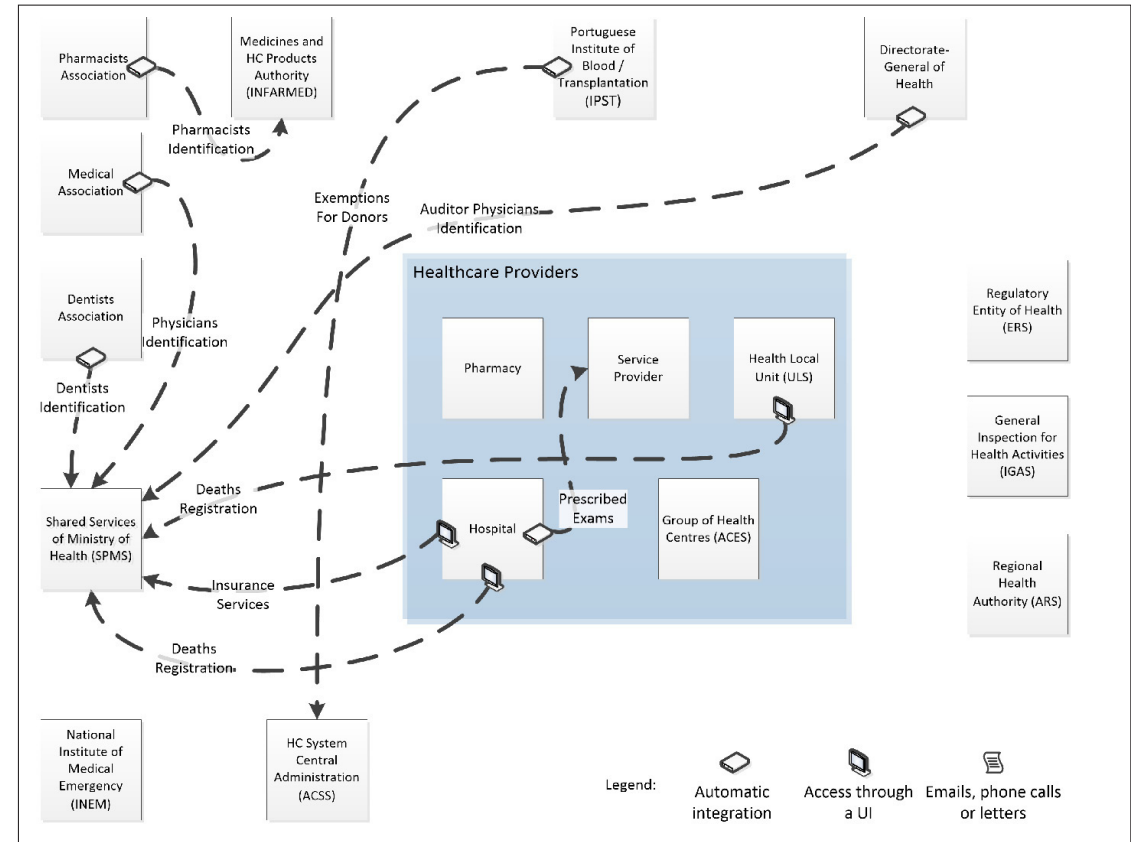 Pharmacists
Association
Medicines and
HC Products
Authority
(INFARMED)
Portuguese
Institute of
Blood /
Transplantation
(IPST)
Directorate-
General of
Health
Pharmacists
Identification
Medical
Association
Exemptions
For Donors
Auditor Physicians
Identification
Healthcare Providers
Dentists
Association
Physicians
Identification
Dentists
Identification
Pharmacy
Service
Provider
Health Local
Unit (ULS)
Regulatory
Entity of Health
(ERS)
General
Inspection for
Health Activities
(IGAS)
Deaths
Registration
Prescribed
Exams
Shared Services
of Ministry of
Health (SPMS)
Hospital
Group of Health
Centres (ACES)
Insurance
Services
Regional
Health
Authority (ARS)
Deaths
Registration
National
Institute of
Medical
Emergency
(INEM)
HC System
Central
Administration
(ACSS)
Legend:
Automatic
integration
Access through
a UI
Emails, phone calls
or letters